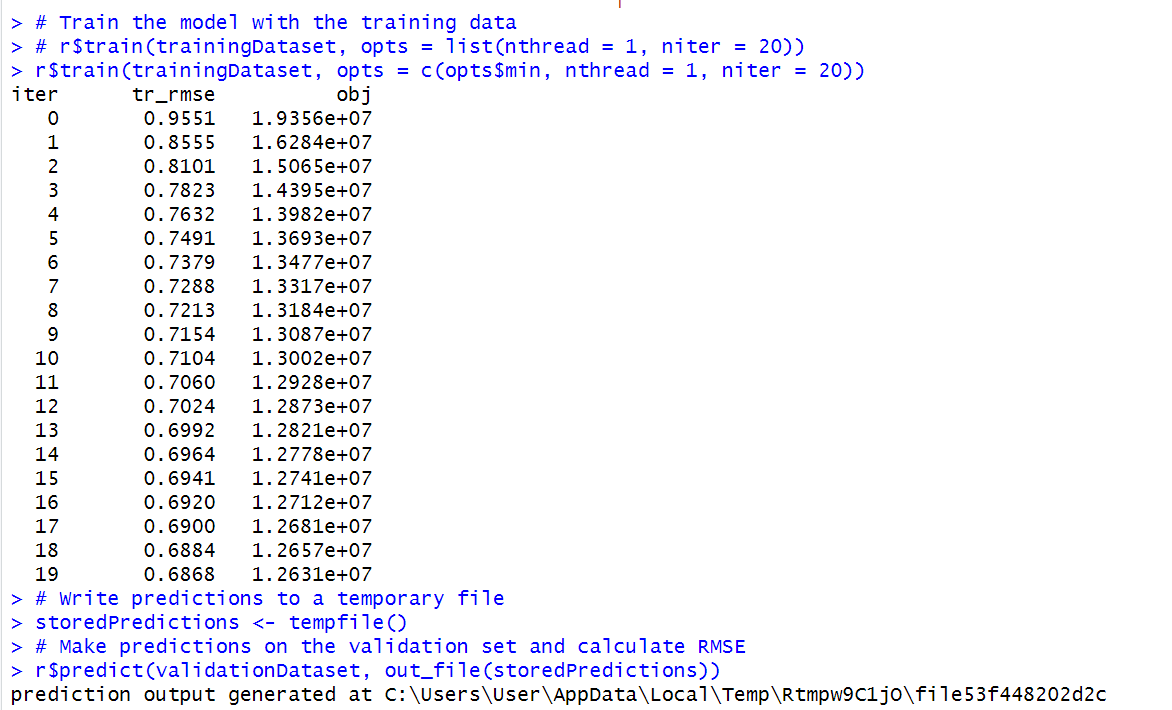 > # Train the model with the training data
> # r$train(trainingDataset, opts = list(nthread = 1, niter = 20))
> r$train(trainingDataset, opts = c(opts$min, nthread = 1, niter = 20))
iter tr_rmse obj
0 0.9551 1.9356e+07
1 0.8555 1.6284e+07
2 0.8101 1.5065e+07
3 0.7823 1.4395e+07
4 0.7632 1.3982e+07
5 0.7491 1.3693e+07
6 0.7379 1.3477e+07
7 0.7288 1.3317e+07
8 0.7213 1.3184e+07
9 0.7154 1.3087e+07
10 0.7104 1.3002e+07
11 0.7060 1.2928e+07
12 0.7024 1.2873e+07
13 0.6992 1.2821e+07
14 0.6964 1.2778e+07
15 0.6941 1.2741e+07
16 0.6920 1.2712e+07
17 0.6900 1.2681e+07
18 0.6884 1.2657e+07
19 0.6868 1.2631e+07
> # Write predictions to a temporary file
> storedPredictions <- tempfile()
> # Make predictions on the validation set and calculate RMSE
> r$predict(validationDataset, out_file(storedPredictions))
prediction output generated at C:\Users\User\AppData\Local\Temp\Rtmpw9C1jO\file53f448202d2c